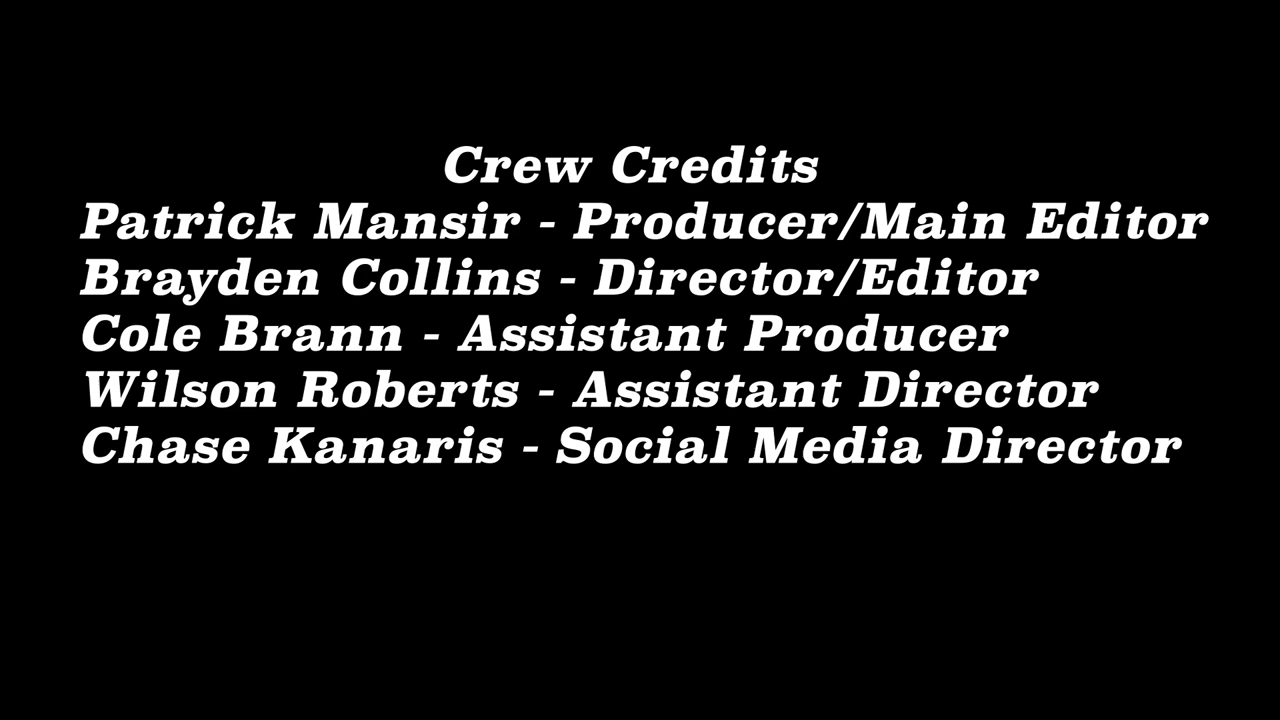 Crew Credits
Patrick Mansir - Producer/Main Editor
Brayden Collins - Director/Editor
Cole Brann - Assistant Producer
Wilson Roberts - Assistant Director
Chase Kanaris - Social Media Director